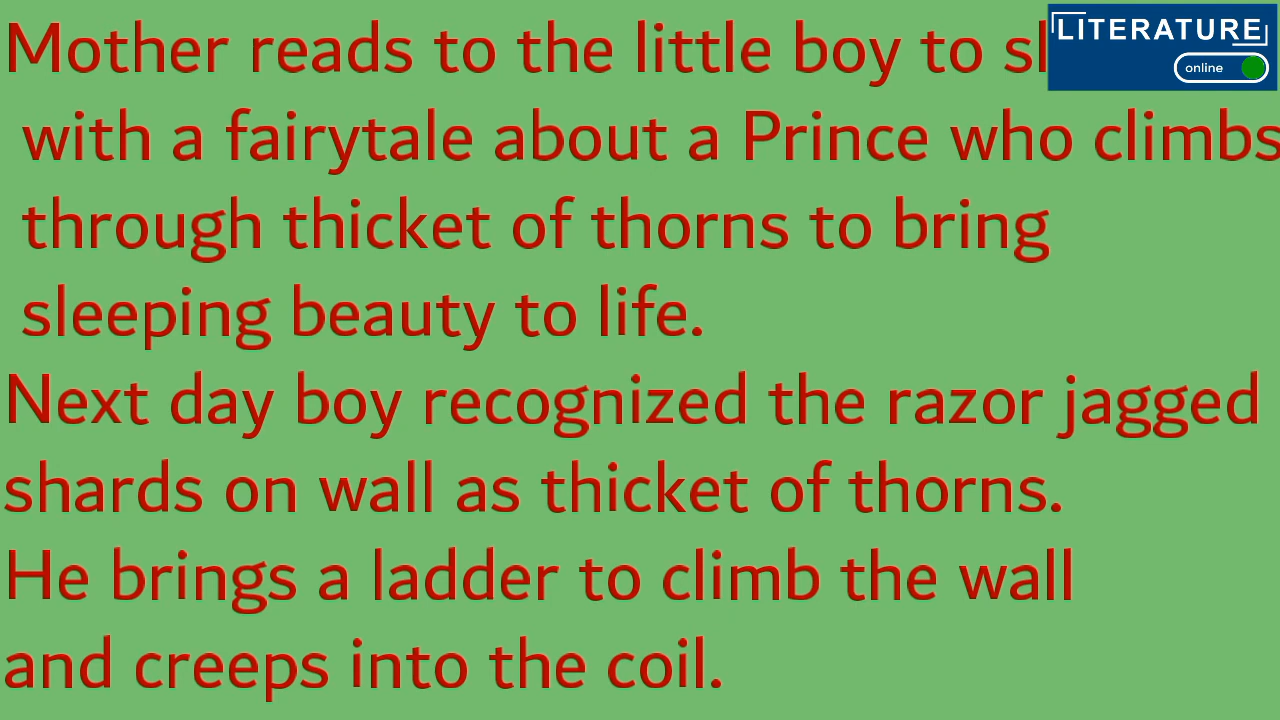 Mother reads to the little boy to
LITERATURE
online
with a fairytale about a Prince who climbs
through thicket of thorns to bring
sleeping beauty to life.
Next day boy recognized the razor jagged
shards on wall as thicket of thorns.
He brings a ladder to climb the wall
and creeps into the coil.